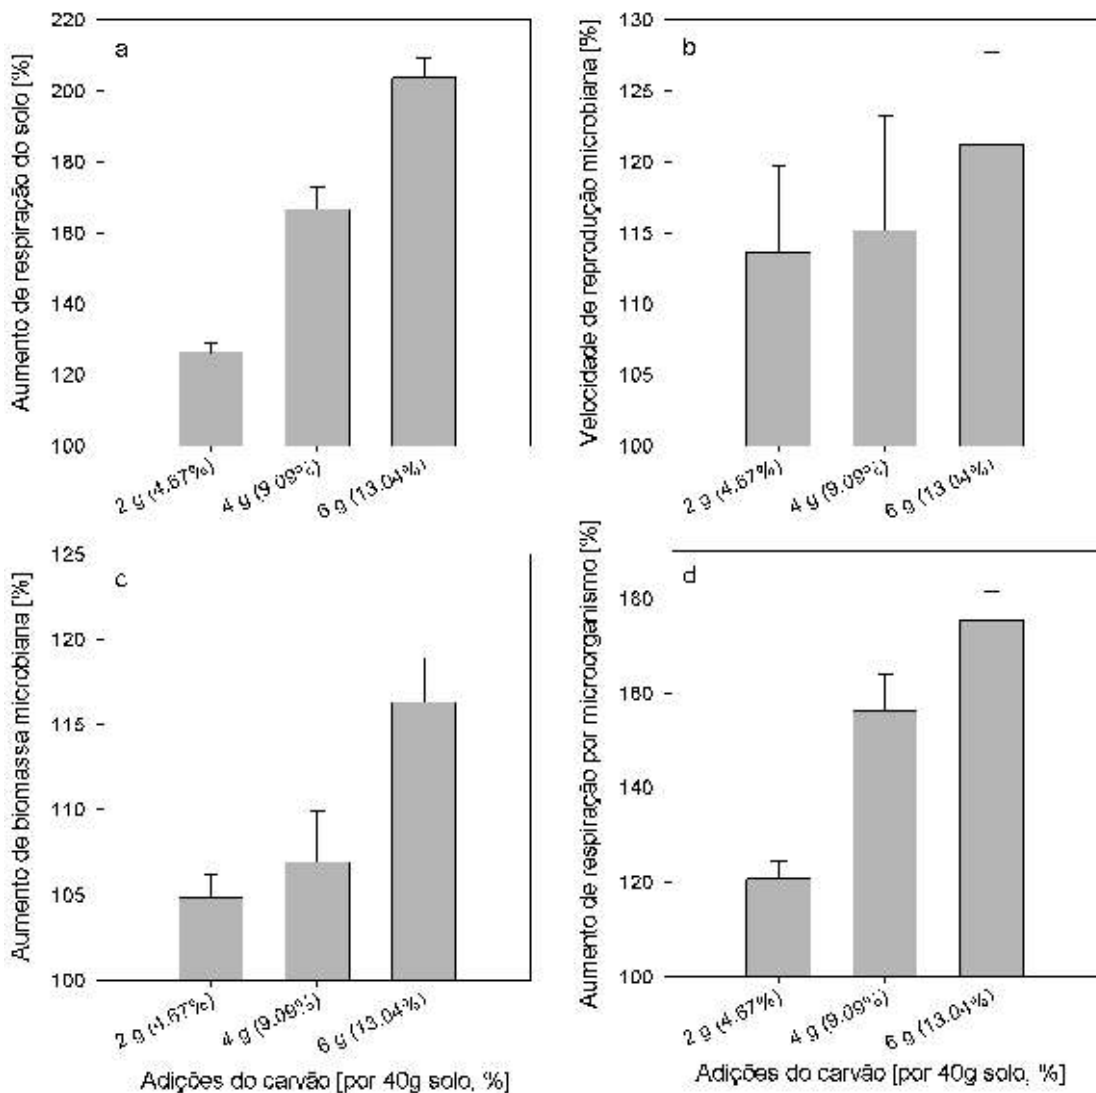 Aumento de respiração do solo [%]
220
200
180
160
140
120
100
a
2 g (4.67%)
4 g (9.09%)
6 g (13.04%)
Velocidade de reprodução microbiana [%]
130
125
120
115
110
105
100
b
2 g (4.67%)
4 g (9.09%)
6 g (13.04%)
Aumento de biomassa microbiana [%]
125
120
115
110
105
100
c
2 g (4.67%)
4 g (9.09%)
6 g (13.04%)
Adições do carvão [por 40g solo, %]
Aumento de respiração por microorganismo [%]
180
160
140
120
100
d
2 g (4.67%)
4 g (9.09%)
6 g (13.04%)
Adições do carvão [por 40g solo, %]